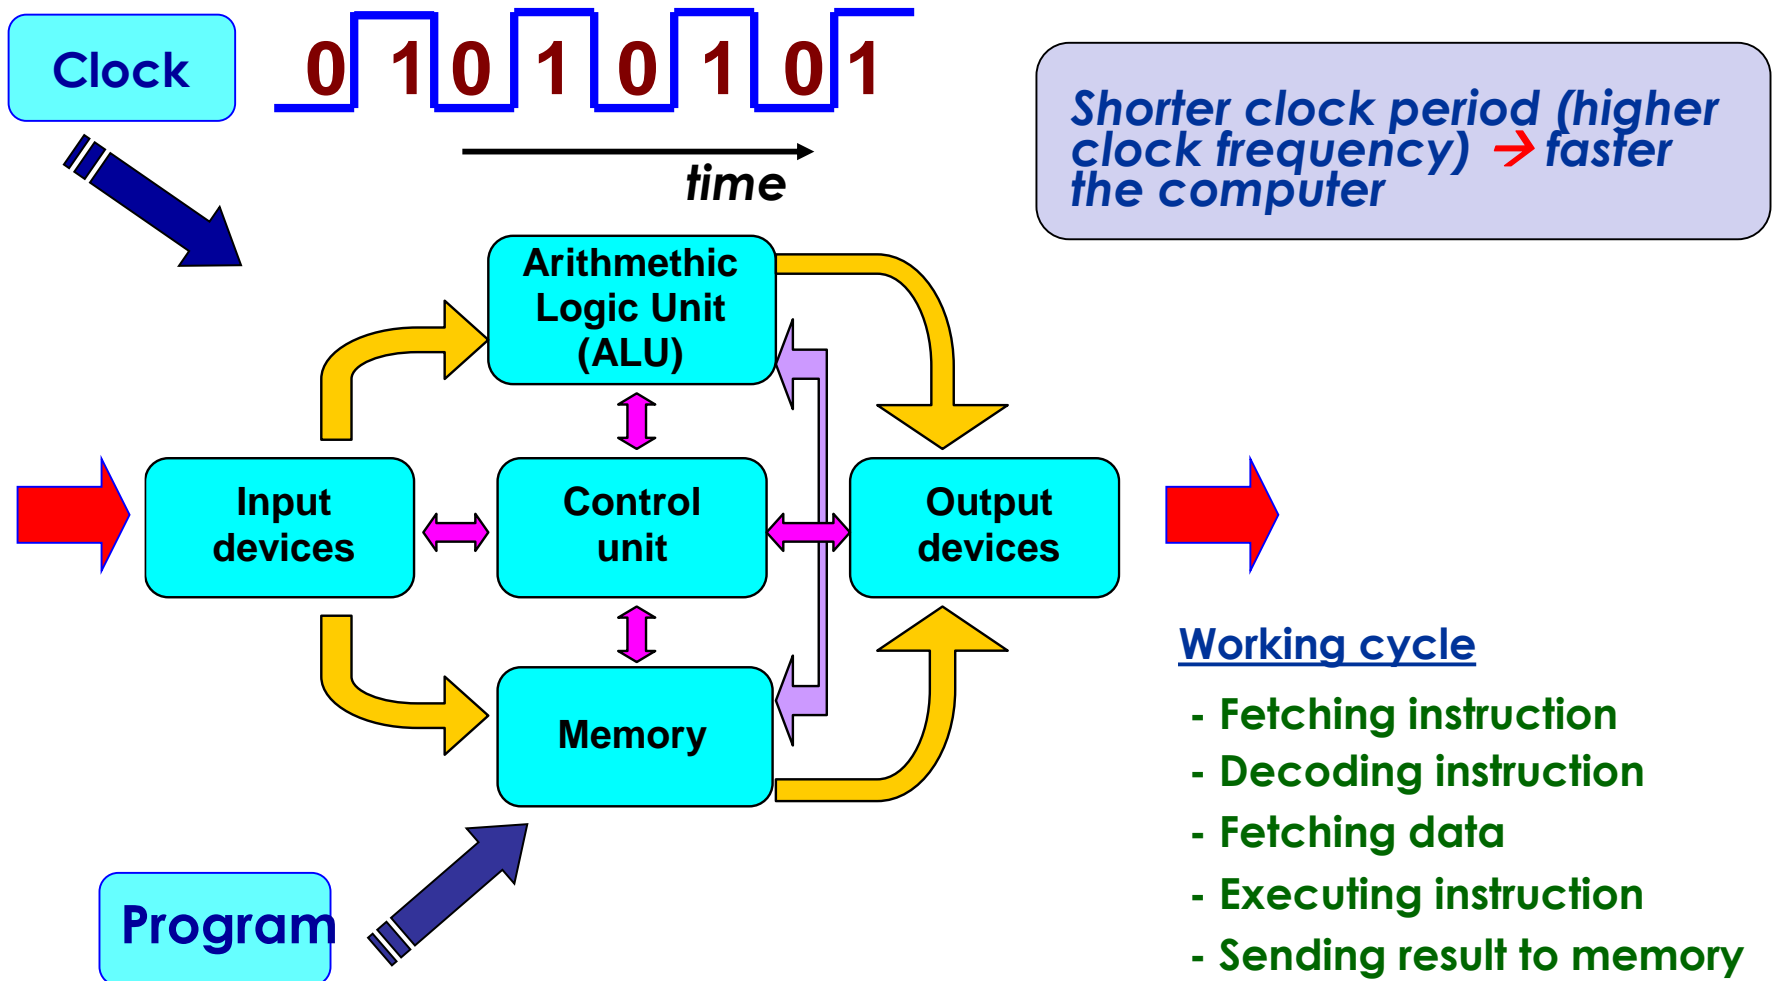 Clock
0 1 0 1 0 1 0 1
time
Shorter clock period (higher
clock frequency) → faster
the computer
Arithmethic
Logic Unit
(ALU)
Input
devices
Control
unit
Output
devices
Memory
Program
Working cycle
- Fetching instruction
- Decoding instruction
- Fetching data
- Executing instruction
- Sending result to memory